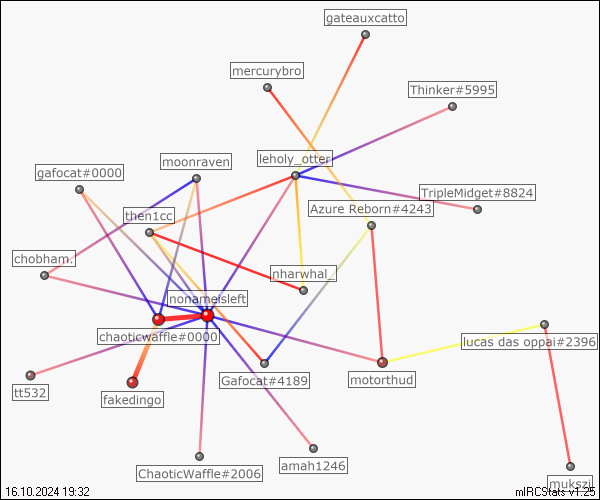 gateauxcatto
mercurybro
Thinker#5995
moonraven
leholy_otter
gafocat#0000
TripleMidget#8824
Azure Reborn#4243
then1cc
chobham.
nharwhal_
nonameisleft
chaoticwaffle#0000
lucas das oppai#2396
Gafocat#4189
motorthud
tt532
fakedingo
amah1246
ChaoticWaffle#2006
mukszi
16.10.2024 19:32
mIRCStats v1.25